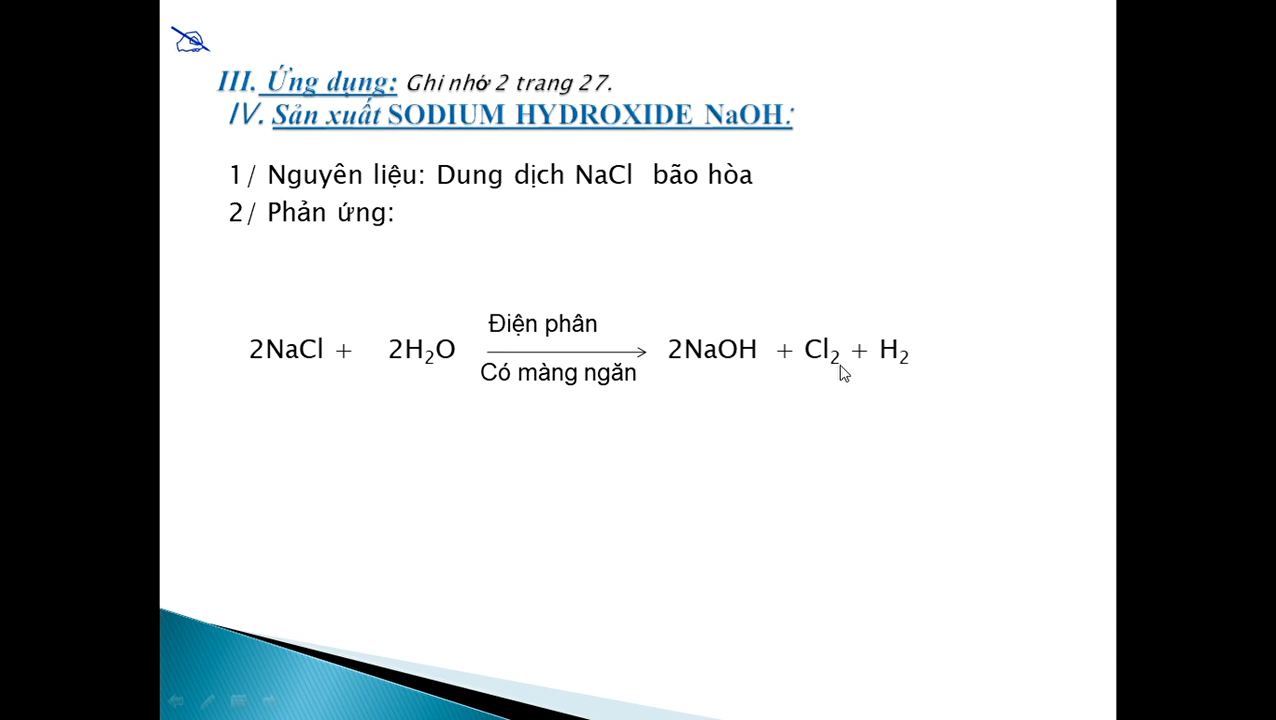 III. Ứng dụng: Ghi nhớ 2 trang 27.
IV. Sản xuất SODIUM HYDROXIDE NaOH:
1/ Nguyên liệu: Dung dịch NaCl bão hòa
2/ Phản ứng:
Điện phân
2NaCl + 2H₂O → 2NaOH + Cl₂ + H₂
Có màng ngăn